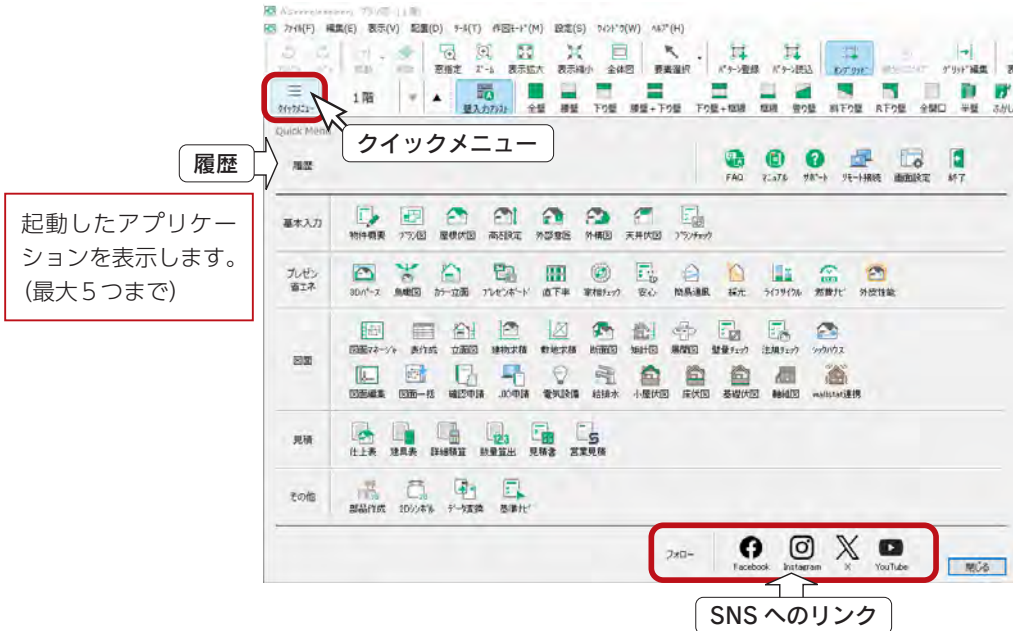 ファイル(F) 編集(E) 表示(V) 配置(D) ツール(T) 作図モード(M) 設定(S) ウィンドウ(W) ヘルプ(H)
窓指定 ズーム 表示拡大 表示縮小 全体図 要素選択 パターン登録 パターン読込 グリッド編集
クイックメニュー 1階 壁入力アシスト 全壁 腰壁 下り壁 腰壁+下り壁 下り壁+框線 框線 登り壁 斜下り壁 R下り壁 全開口 半壁
Quick Menu
クイックメニュー
履歴
履歴
FAQ マニュアル サポート リモート接続 画面設定 終了
起動したアプリケー
ションを表示します。
(最大5つまで)
基本入力
物件概要 プラン図 屋根伏図 高さ設定 外部意匠 外構図 天井伏図 プランチェック
プレゼン
省エネ
3Dパース 鳥瞰図 カラー立面 プレゼンボード 直下率 家相チェック 安心 簡易通風 採光 ライフサイクル 燃費ナビ 外皮性能
図面
図面マネージャ 表作成 立面図 建物求積 敷地求積 断面図 矩計図 展開図 壁量チェック 法規チェック シックハウス
図面編集 図面一括 確認申請 JIO申請 電気設備 給排水 小屋伏図 床伏図 基礎伏図 軸組図 wallstat連携
見積
仕上表 建具表 詳細積算 数量算出 見積書 営業見積
その他
部品作成 2Dシンボル データ変換 基準ナビ
フォロー
Facebook Instagram X YouTube
閉じる
SNS へのリンク